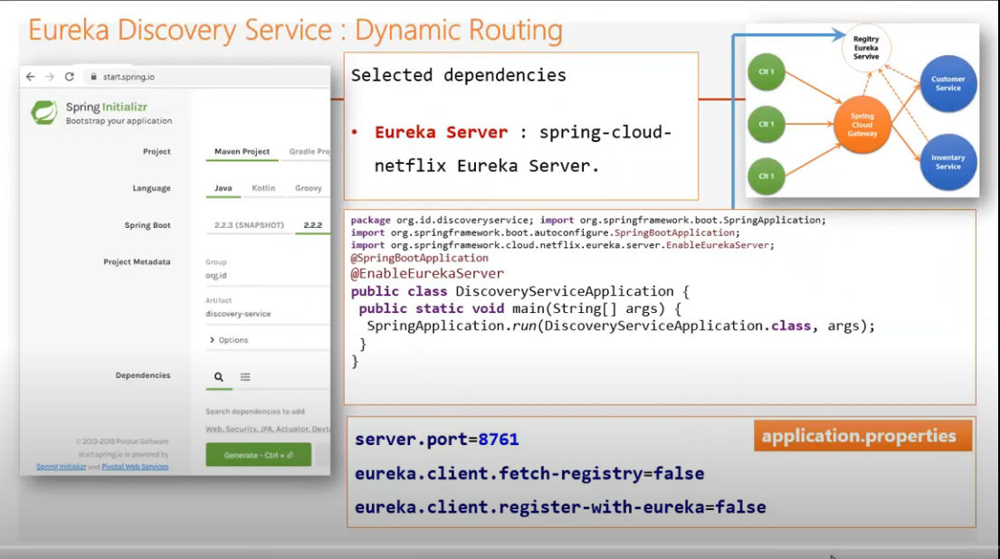 Eureka Discovery Service : Dynamic Routing
start.spring.io
Spring Initializr
Bootstrap your application
Project
Maven Project
Gradle Pro
Language
Java
Kotlin
Groovy
Spring Boot
2.2.3 (SNAPSHOT)
2.2.2
Project Metadata
Group
org.id
Artifact
discovery-service
Options
Dependencies
Search dependencies to add
Web, Security, JPA, Actuator, Devto
© 2013-2019 Pivotal Software
start.spring.io is powered by
Spring Initializr and Pivotal Web Services
Generate - Ctrl +
Selected dependencies
• Eureka Server : spring-cloud-
netflix Eureka Server.
Regitry
Eureka
Servive
Clt 1
Clt 1
Clt 1
Spring
Cloud
Gateway
Customer
Service
Inventary
Service
package org.id.discoveryservice; import org.springframework.boot.SpringApplication;
import org.springframework.boot.autoconfigure.SpringBootApplication;
import org.springframework.cloud.netflix.eureka.server.EnableEurekaServer;
@SpringBootApplication
@EnableEurekaServer
public class DiscoveryServiceApplication {
public static void main(String[] args) {
SpringApplication.run(DiscoveryServiceApplication.class, args);
}
}
application.properties
server.port=8761
eureka.client.fetch-registry=false
eureka.client.register-with-eureka=false